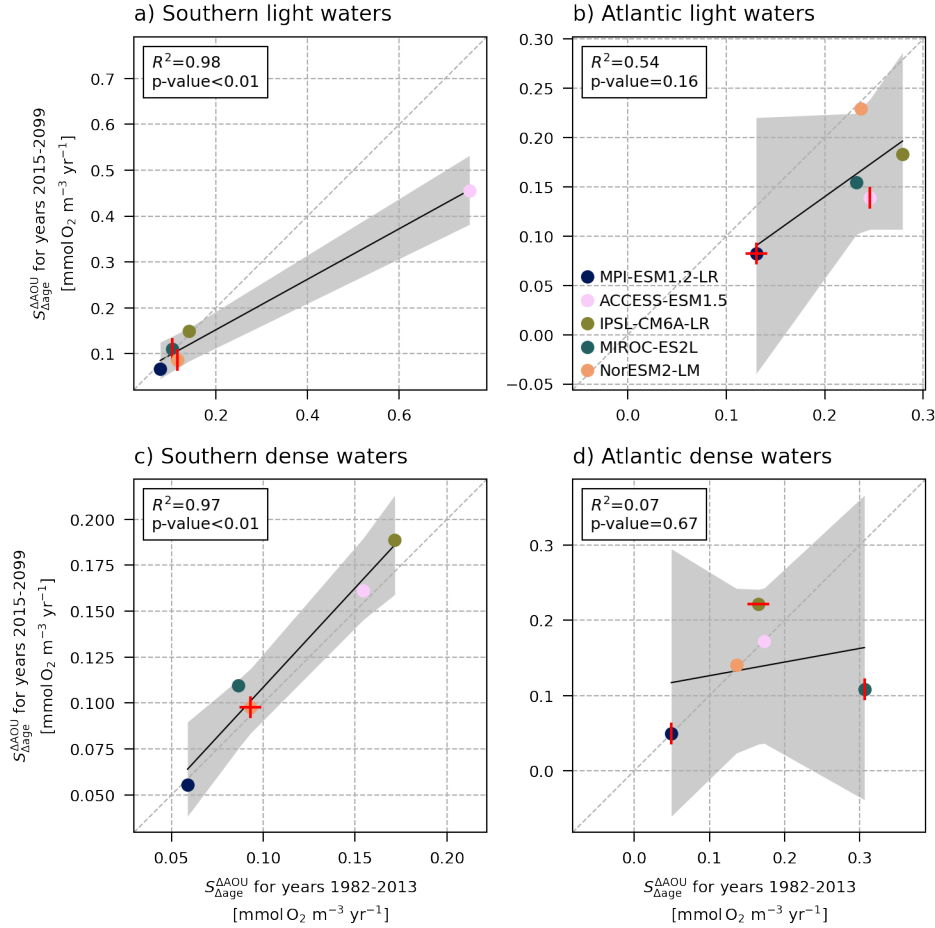 a) Southern light waters
R²=0.98
p-value<0.01
0.7
0.6
0.5
0.4
0.3
0.2
0.1
0.2 0.4 0.6
S^ΔAOU_Δage for years 2015-2099
[mmol O₂ m⁻³ yr⁻¹]
b) Atlantic light waters
R²=0.54
p-value=0.16
0.30
0.25
0.20
0.15
0.10
0.05
0.00
−0.05
0.0 0.1 0.2 0.3
MPI-ESM1.2-LR
ACCESS-ESM1.5
IPSL-CM6A-LR
MIROC-ES2L
NorESM2-LM
c) Southern dense waters
R²=0.97
p-value<0.01
0.200
0.175
0.150
0.125
0.100
0.075
0.050
0.05 0.10 0.15 0.20
S^ΔAOU_Δage for years 2015-2099
[mmol O₂ m⁻³ yr⁻¹]
S^ΔAOU_Δage for years 1982-2013
[mmol O₂ m⁻³ yr⁻¹]
d) Atlantic dense waters
R²=0.07
p-value=0.67
0.3
0.2
0.1
0.0
0.0 0.1 0.2 0.3
S^ΔAOU_Δage for years 1982-2013
[mmol O₂ m⁻³ yr⁻¹]